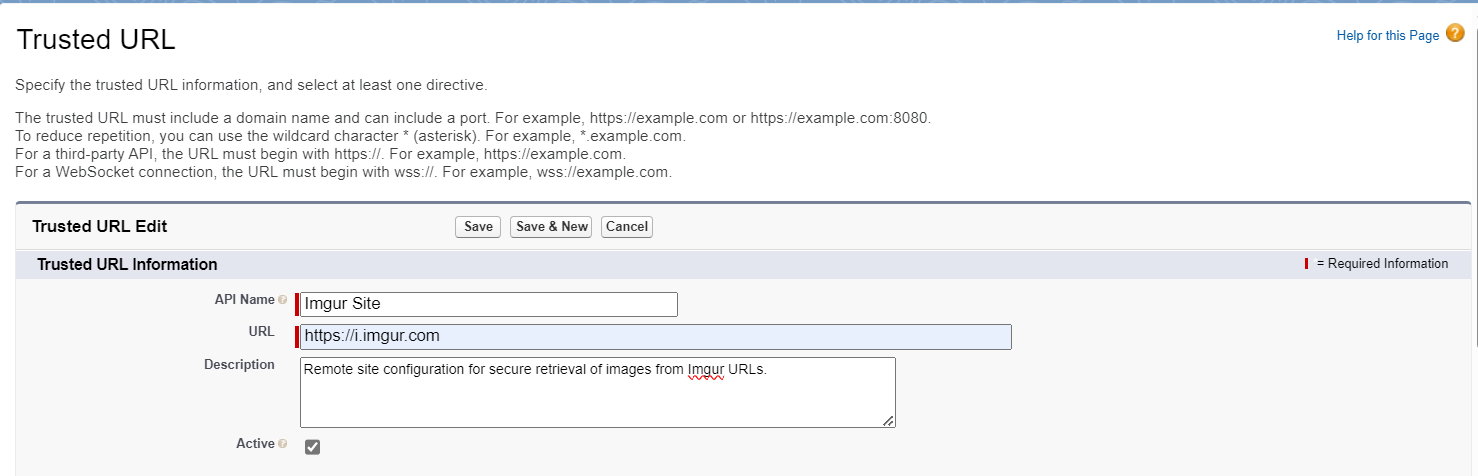 Trusted URL
Help for this Page ?
Specify the trusted URL information, and select at least one directive.
The trusted URL must include a domain name and can include a port. For example, https://example.com or https://example.com:8080.
To reduce repetition, you can use the wildcard character * (asterisk). For example, *.example.com.
For a third-party API, the URL must begin with https://. For example, https://example.com.
For a WebSocket connection, the URL must begin with wss://. For example, wss://example.com.
Trusted URL Edit Save Save & New Cancel
Trusted URL Information = Required Information
API Name ? Imgur Site
URL https://i.imgur.com
Description Remote site configuration for secure retrieval of images from Imgur URLs.
Active ?